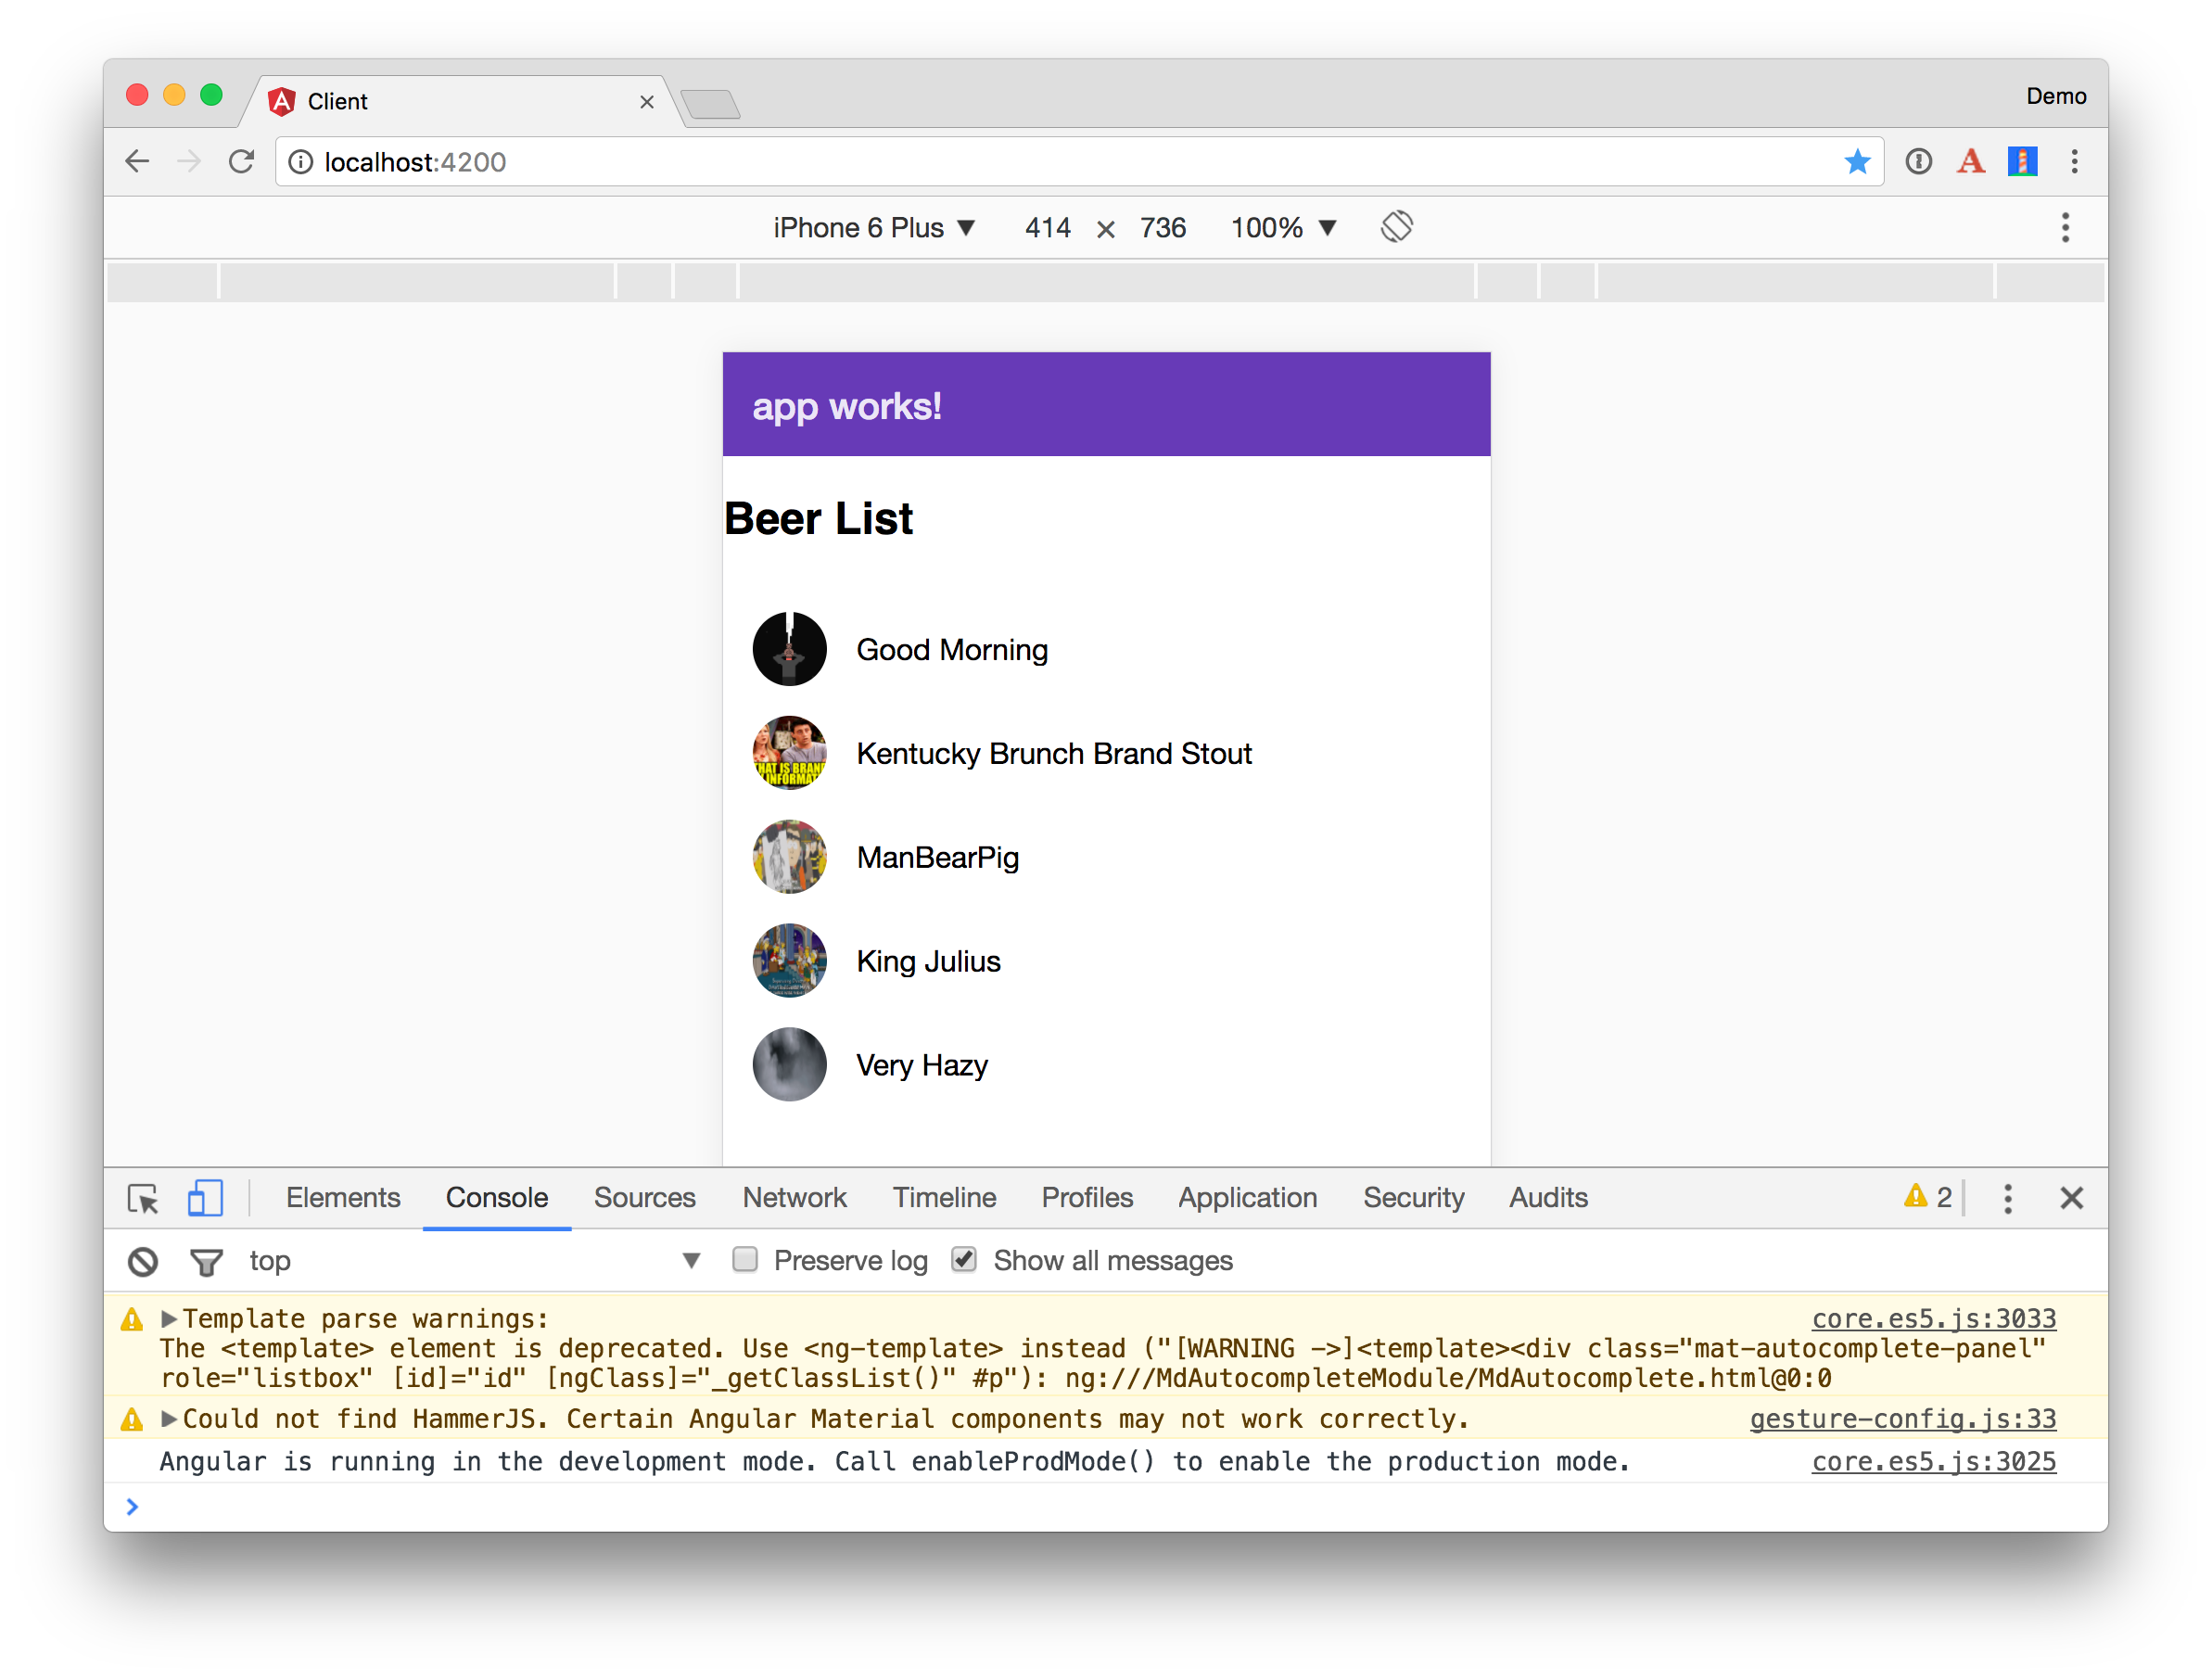 Client
Demo
localhost:4200
iPhone 6 Plus ▼ 414 × 736 100% ▼
app works!
Beer List
Good Morning
Kentucky Brunch Brand Stout
HAT IS BRAN
INFORMA
ManBearPig
King Julius
Very Hazy
Elements Console Sources Network Timeline Profiles Application Security Audits 2
top ▼ Preserve log Show all messages
Template parse warnings: core.es5.js:3033
The <template> element is deprecated. Use <ng-template> instead ("[WARNING ->]<template><div class="mat-autocomplete-panel"
role="listbox" [id]="id" [ngClass]="_getClassList()" #p"): ng:///MdAutocompleteModule/MdAutocomplete.html@0:0
Could not find HammerJS. Certain Angular Material components may not work correctly. gesture-config.js:33
Angular is running in the development mode. Call enableProdMode() to enable the production mode. core.es5.js:3025